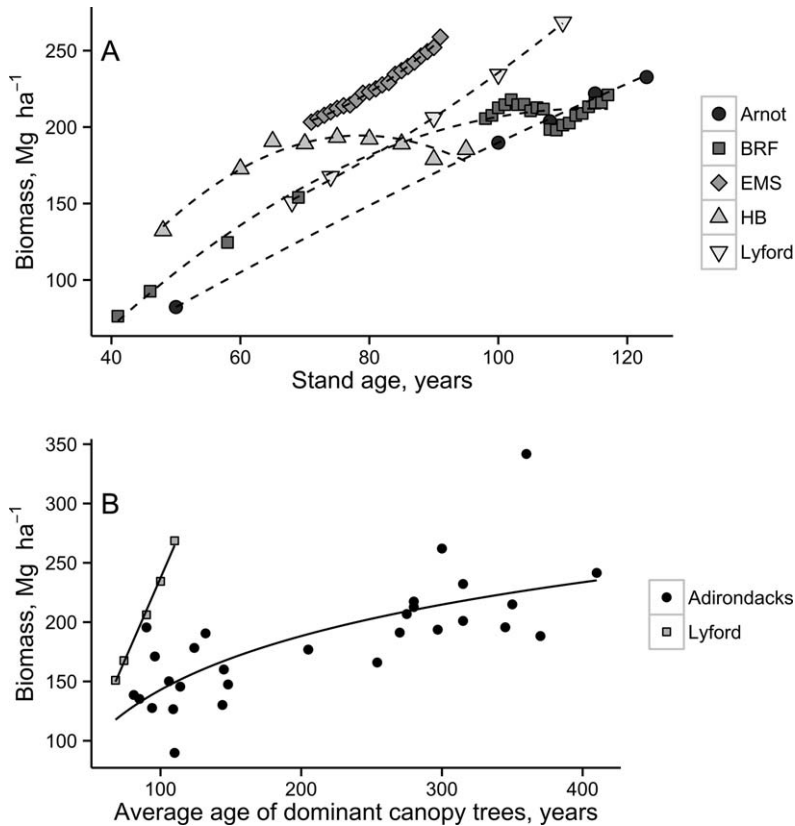 A
Biomass, Mg ha⁻¹
250
200
150
100
40 60 80 100 120
Stand age, years
Arnot
BRF
EMS
HB
Lyford
B
Biomass, Mg ha⁻¹
350
300
250
200
150
100
100 200 300 400
Average age of dominant canopy trees, years
Adirondacks
Lyford